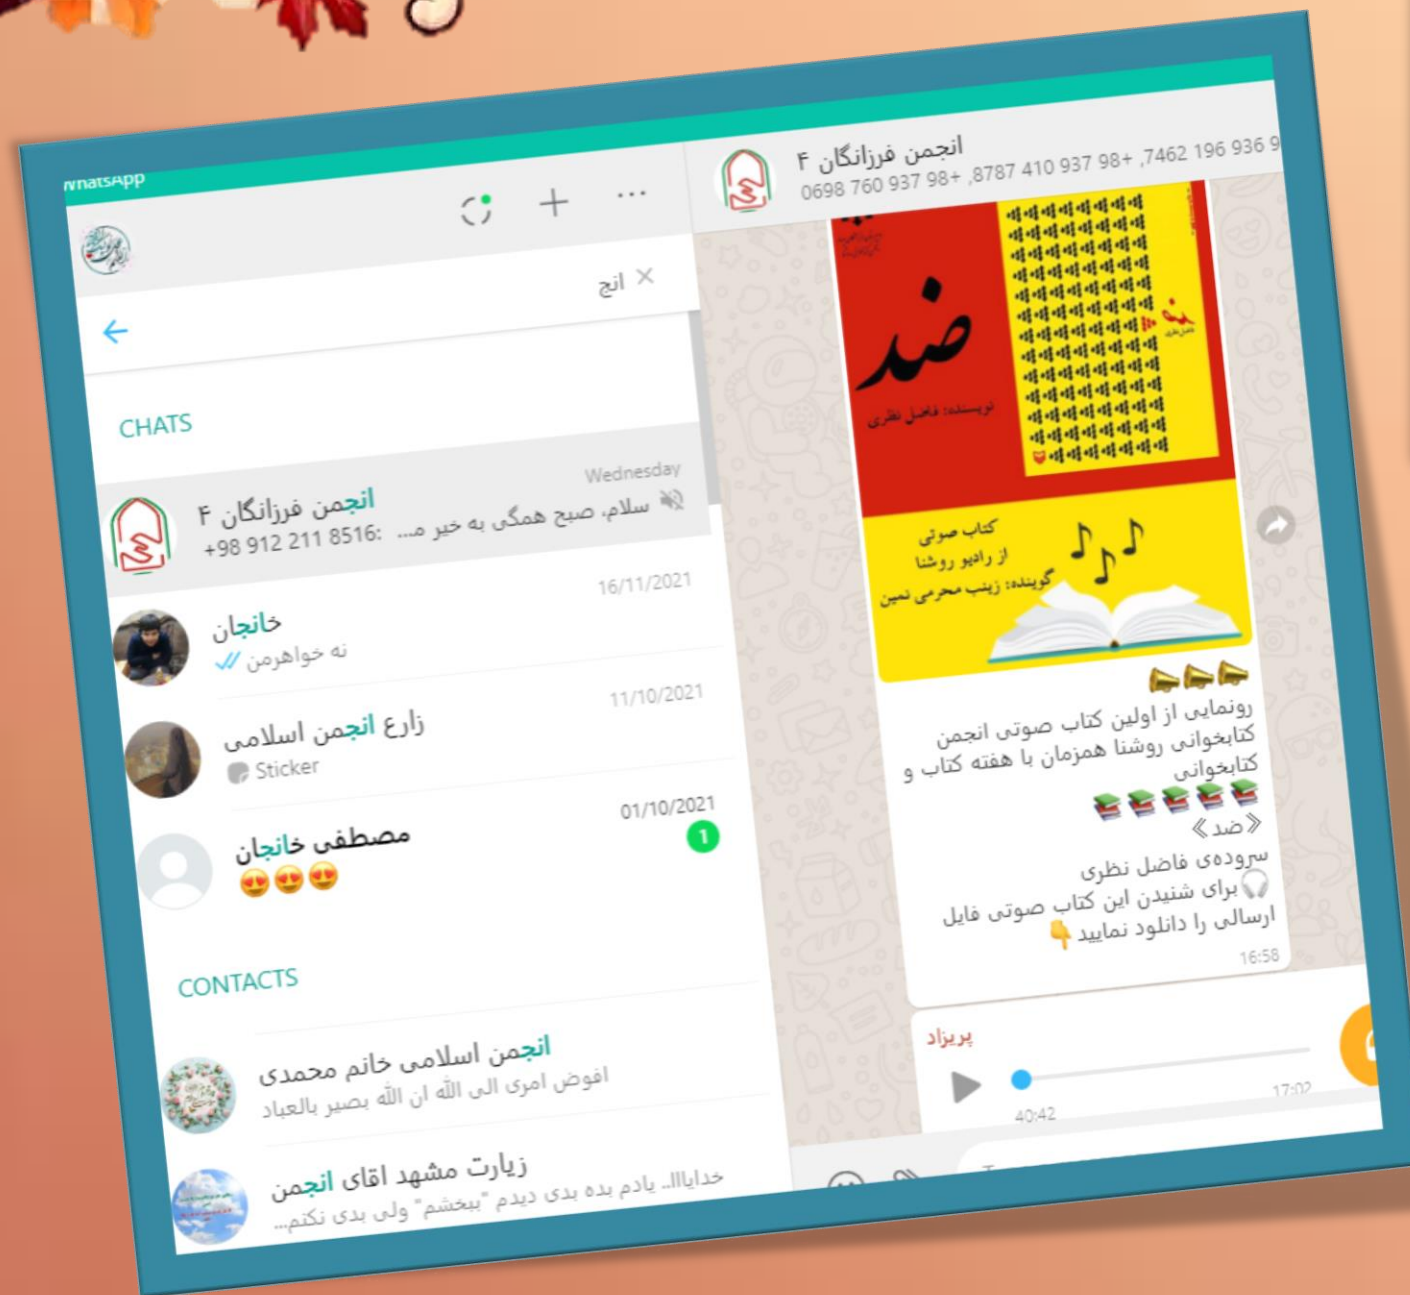 WhatsApp
انج
CHATS
انجمن فرزانگان ۴
Wednesday
+98 912 211 8516: سلام، صبح همگی به خیر م...
خانجان
16/11/2021
نه خواهرمن
زارع انجمن اسلامی
11/10/2021
Sticker
مصطفی خانجان
01/10/2021
😍😍😍
1
CONTACTS
انجمن اسلامی خانم محمدی
افوض امری الی الله ان الله بصیر بالعباد
زیارت مشهد اقای انجمن
خدایااا.. یادم بده بدی دیدم "ببخشم" ولی بدی نکتم...
انجمن فرزانگان ۴
0698 760 937 98+ ,8787 410 937 98+ ,7462 196 936 9
ضد
نویسنده: فاضل نظری
ضد
فاضل نظری
کتاب صوتی
از رادیو روشنا
گوینده: زینب محرمی نمین
رونمایی از اولین کتاب صوتی انجمن
کتابخوانی روشنا همزمان با هفته کتاب و
کتابخوانی
《ضد》
سروده‌ی فاضل نظری
🎧برای شنیدن این کتاب صوتی فایل
ارسالی را دانلود نمایید👇
16:58
پریزاد
40:42
17:02